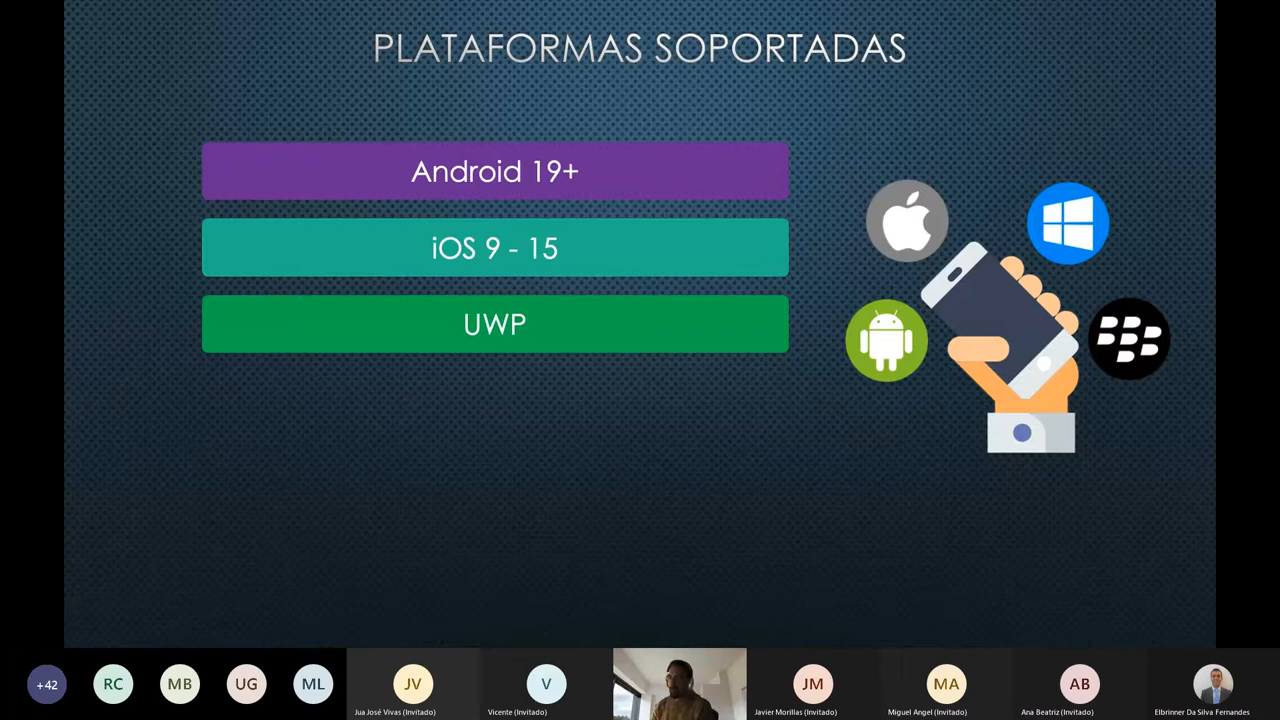 PLATAFORMAS SOPORTADAS
Android 19+
iOS 9 - 15
UWP
+42
RC
MB
UG
ML
JV
V
JM
MA
AB
Jua José Vivas (Invitado)
Vicente (Invitado)
Javier Morillas (Invitado)
Miguel Angel (Invitado)
Ana Beatriz (Invitado)
Elbrinner Da Silva Fernandes